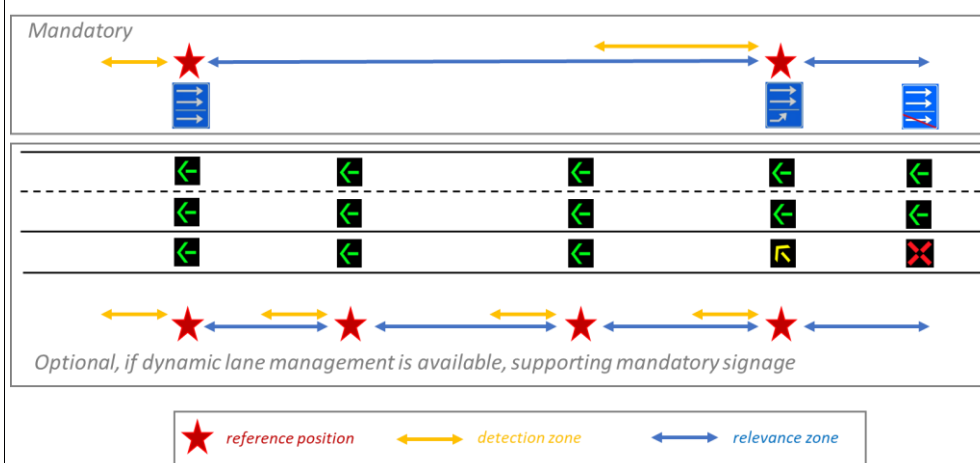 Mandatory
Optional, if dynamic lane management is available, supporting mandatory signage
reference position
detection zone
relevance zone